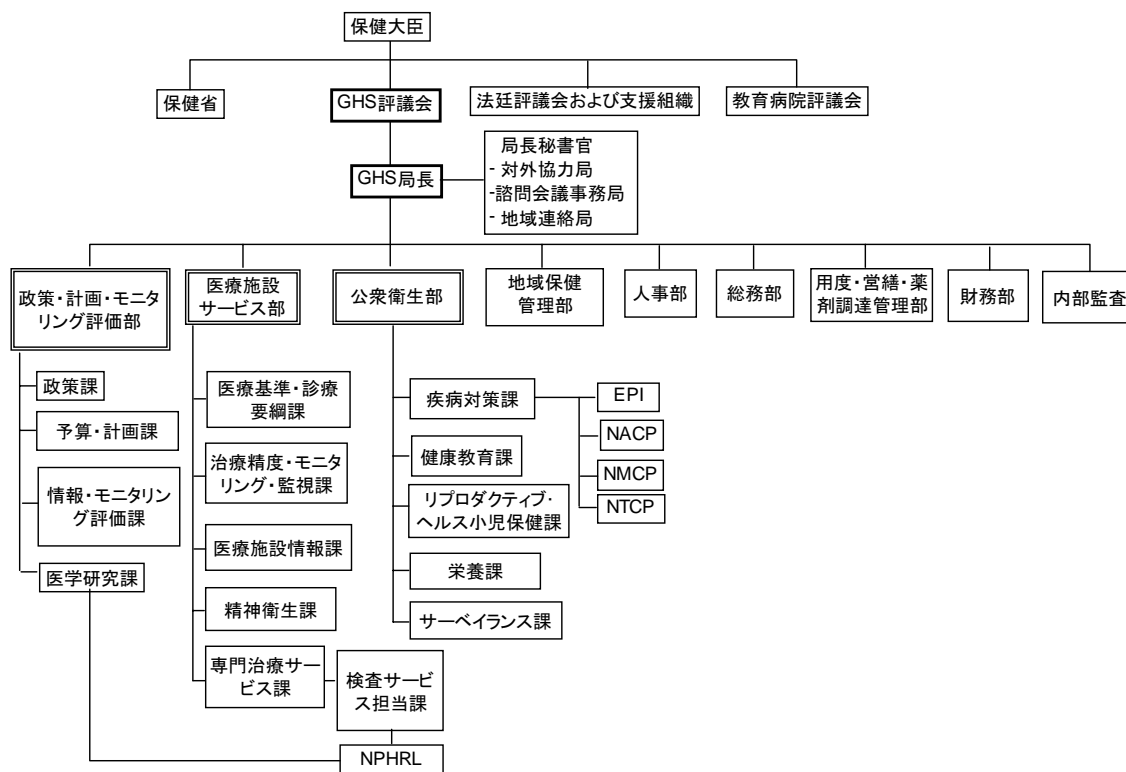 保健大臣
保健省
GHS評議会
法廷評議会および支援組織
教育病院評議会
局長秘書官
- 対外協力局
-諮問会議事務局
- 地域連絡局
GHS局長
政策・計画・モニタ
リング評価部
医療施設
サービス部
公衆衛生部
地域保健
管理部
人事部
総務部
用度・営繕・薬
剤調達管理部
財務部
内部監査
政策課
予算・計画課
情報・モニタリン
グ評価課
医学研究課
医療基準・診療
要綱課
治療精度・モニタ
リング・監視課
医療施設情報課
精神衛生課
専門治療サー
ビス課
検査サービ
ス担当課
NPHRL
疾病対策課
健康教育課
リプロダクティブ・
ヘルス小児保健課
栄養課
サーベイランス課
EPI
NACP
NMCP
NTCP